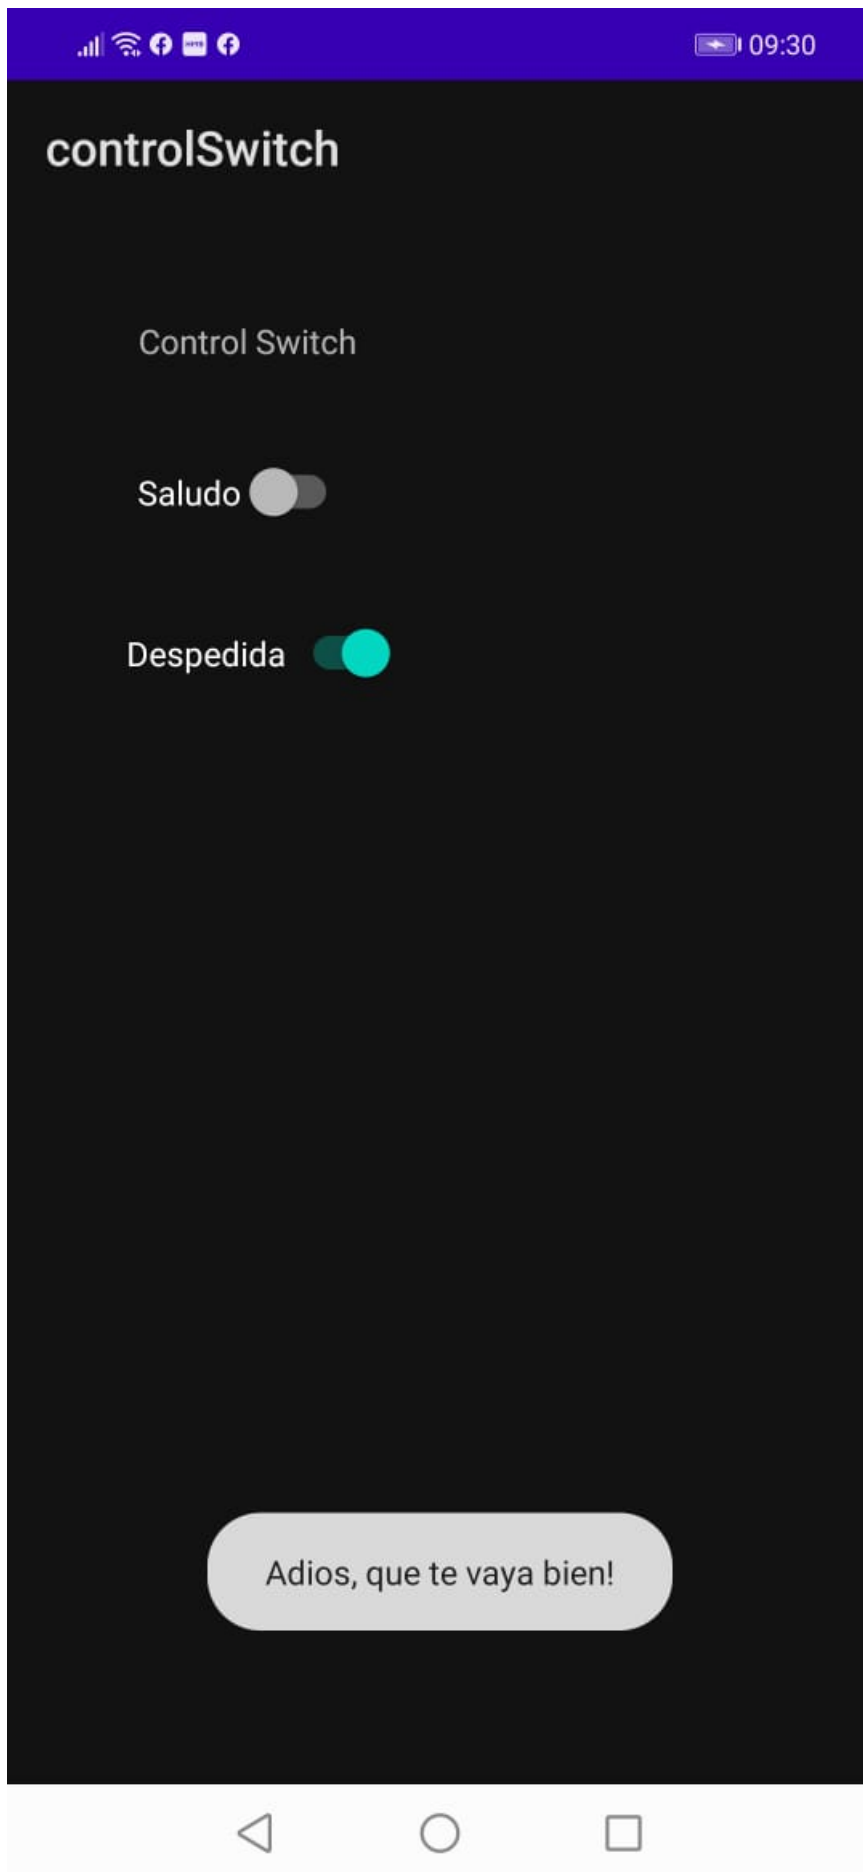 09:30
controlSwitch
Control Switch
Saludo
Despedida
Adios, que te vaya bien!